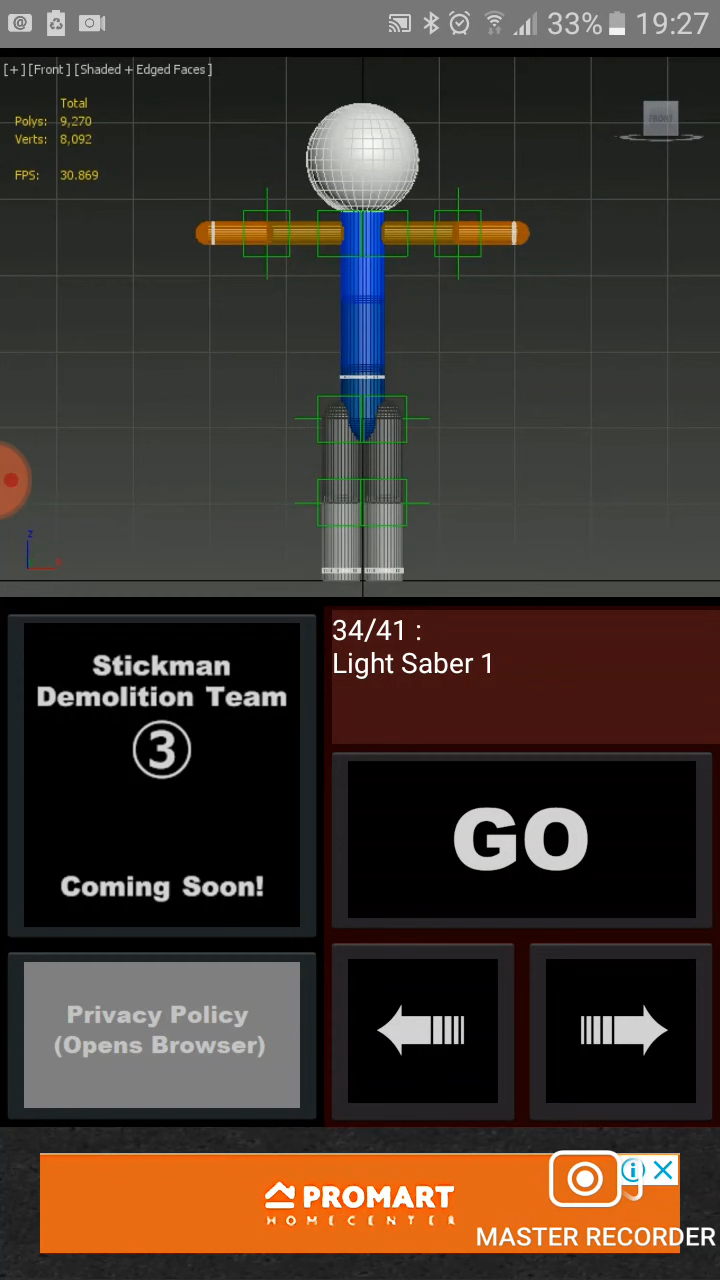 33% 19:27
[+] [Front ] [Shaded + Edged Faces ]
Total
Polys: 9,270
Verts: 8,092
FPS: 30.869
FRONT
z
x
34/41 :
Light Saber 1
Stickman
Demolition Team
3
Coming Soon!
GO
Privacy Policy
(Opens Browser)
PROMART
HOMECENTER
MASTER RECORDER